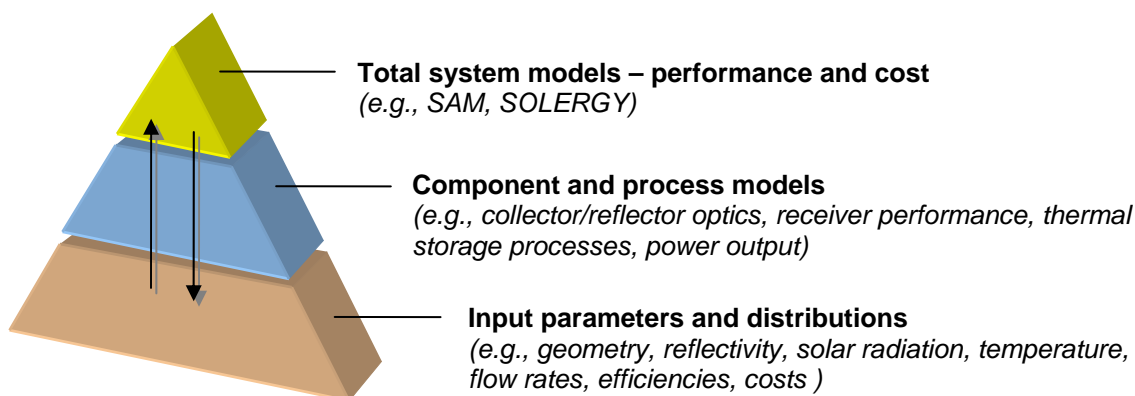 Total system models – performance and cost
(e.g., SAM, SOLERGY)
Component and process models
(e.g., collector/reflector optics, receiver performance, thermal
storage processes, power output)
Input parameters and distributions
(e.g., geometry, reflectivity, solar radiation, temperature,
flow rates, efficiencies, costs )